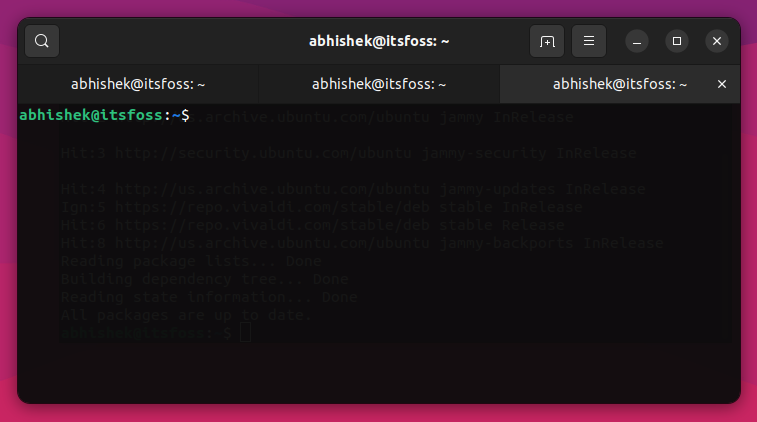 abhishek@itsfoss: ~
abhishek@itsfoss: ~
abhishek@itsfoss: ~
abhishek@itsfoss: ~
abhishek@itsfoss:~$
s.archive.ubuntu.com/ubuntu jammy InRelease
Hit:3 http://security.ubuntu.com/ubuntu jammy-security InRelease
Hit:4 http://us.archive.ubuntu.com/ubuntu jammy-updates InRelease
Ign:5 https://repo.vivaldi.com/stable/deb stable InRelease
Hit:6 https://repo.vivaldi.com/stable/deb stable Release
Hit:8 http://us.archive.ubuntu.com/ubuntu jammy-backports InRelease
Reading package lists... Done
Building dependency tree... Done
Reading state information... Done
All packages are up to date.
abhishek@itsfoss: $